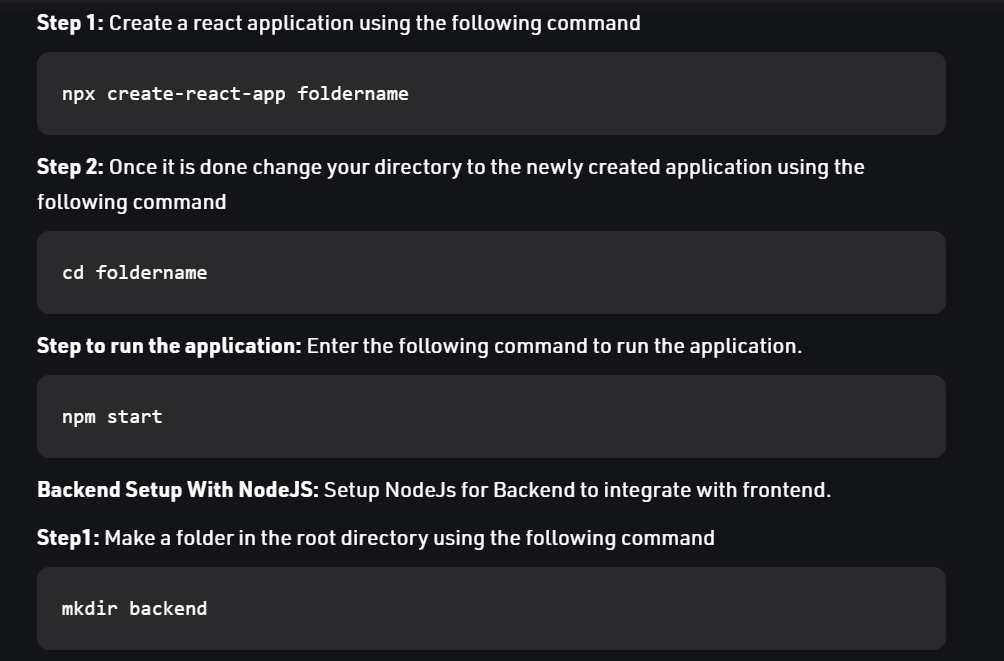 Step 1: Create a react application using the following command
npx create-react-app foldername
Step 2: Once it is done change your directory to the newly created application using the
following command
cd foldername
Step to run the application: Enter the following command to run the application.
npm start
Backend Setup With NodeJS: Setup NodeJs for Backend to integrate with frontend.
Step1: Make a folder in the root directory using the following command
mkdir backend